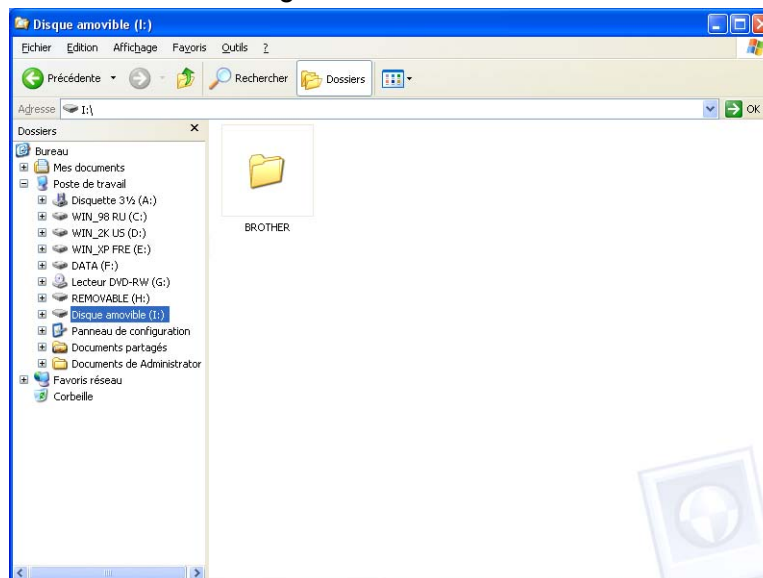 Disque amovible (I:)
Fichier Edition Affichage Favoris Outils ?
Précédente Rechercher Dossiers
Adresse I:\ OK
Dossiers
Bureau
Mes documents
Poste de travail
Disquette 3½ (A:)
WIN_98 RU (C:)
WIN_2K US (D:)
WIN_XP FRE (E:)
DATA (F:)
Lecteur DVD-RW (G:)
REMOVABLE (H:)
Disque amovible (I:)
Panneau de configuration
Documents partagés
Documents de Administrator
Favoris réseau
Corbeille
BROTHER